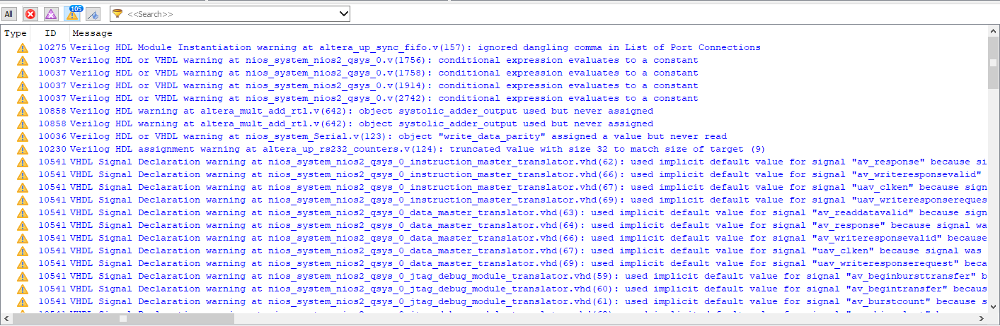 All 105 <<Search>>
Type ID Message
10275 Verilog HDL Module Instantiation warning at altera_up_sync_fifo.v(157): ignored dangling comma in List of Port Connections
10037 Verilog HDL or VHDL warning at nios_system_nios2_qsys_0.v(1756): conditional expression evaluates to a constant
10037 Verilog HDL or VHDL warning at nios_system_nios2_qsys_0.v(1758): conditional expression evaluates to a constant
10037 Verilog HDL or VHDL warning at nios_system_nios2_qsys_0.v(1914): conditional expression evaluates to a constant
10037 Verilog HDL or VHDL warning at nios_system_nios2_qsys_0.v(2742): conditional expression evaluates to a constant
10858 Verilog HDL warning at altera_mult_add_rtl.v(642): object systolic_adder_output used but never assigned
10858 Verilog HDL warning at altera_mult_add_rtl.v(642): object systolic_adder_output used but never assigned
10036 Verilog HDL or VHDL warning at nios_system_Serial.v(123): object "write_data_parity" assigned a value but never read
10230 Verilog HDL assignment warning at altera_up_rs232_counters.v(124): truncated value with size 32 to match size of target (9)
10541 VHDL Signal Declaration warning at nios_system_nios2_qsys_0_instruction_master_translator.vhd(62): used implicit default value for signal "av_response" because si
10541 VHDL Signal Declaration warning at nios_system_nios2_qsys_0_instruction_master_translator.vhd(66): used implicit default value for signal "av_writeresponsevalid"
10541 VHDL Signal Declaration warning at nios_system_nios2_qsys_0_instruction_master_translator.vhd(67): used implicit default value for signal "uav_clken" because sign
10541 VHDL Signal Declaration warning at nios_system_nios2_qsys_0_instruction_master_translator.vhd(69): used implicit default value for signal "uav_writeresponsereques
10541 VHDL Signal Declaration warning at nios_system_nios2_qsys_0_data_master_translator.vhd(63): used implicit default value for signal "av_readdatavalid" because sign
10541 VHDL Signal Declaration warning at nios_system_nios2_qsys_0_data_master_translator.vhd(64): used implicit default value for signal "av_response" because signal wa
10541 VHDL Signal Declaration warning at nios_system_nios2_qsys_0_data_master_translator.vhd(66): used implicit default value for signal "av_writeresponsevalid" because
10541 VHDL Signal Declaration warning at nios_system_nios2_qsys_0_data_master_translator.vhd(67): used implicit default value for signal "uav_clken" because signal was
10541 VHDL Signal Declaration warning at nios_system_nios2_qsys_0_data_master_translator.vhd(69): used implicit default value for signal "uav_writeresponserequest" beca
10541 VHDL Signal Declaration warning at nios_system_nios2_qsys_0_jtag_debug_module_translator.vhd(59): used implicit default value for signal "av_beginbursttransfer" b
10541 VHDL Signal Declaration warning at nios_system_nios2_qsys_0_jtag_debug_module_translator.vhd(60): used implicit default value for signal "av_begintransfer" becaus
10541 VHDL Signal Declaration warning at nios_system_nios2_qsys_0_jtag_debug_module_translator.vhd(61): used implicit default value for signal "av_burstcount" because s